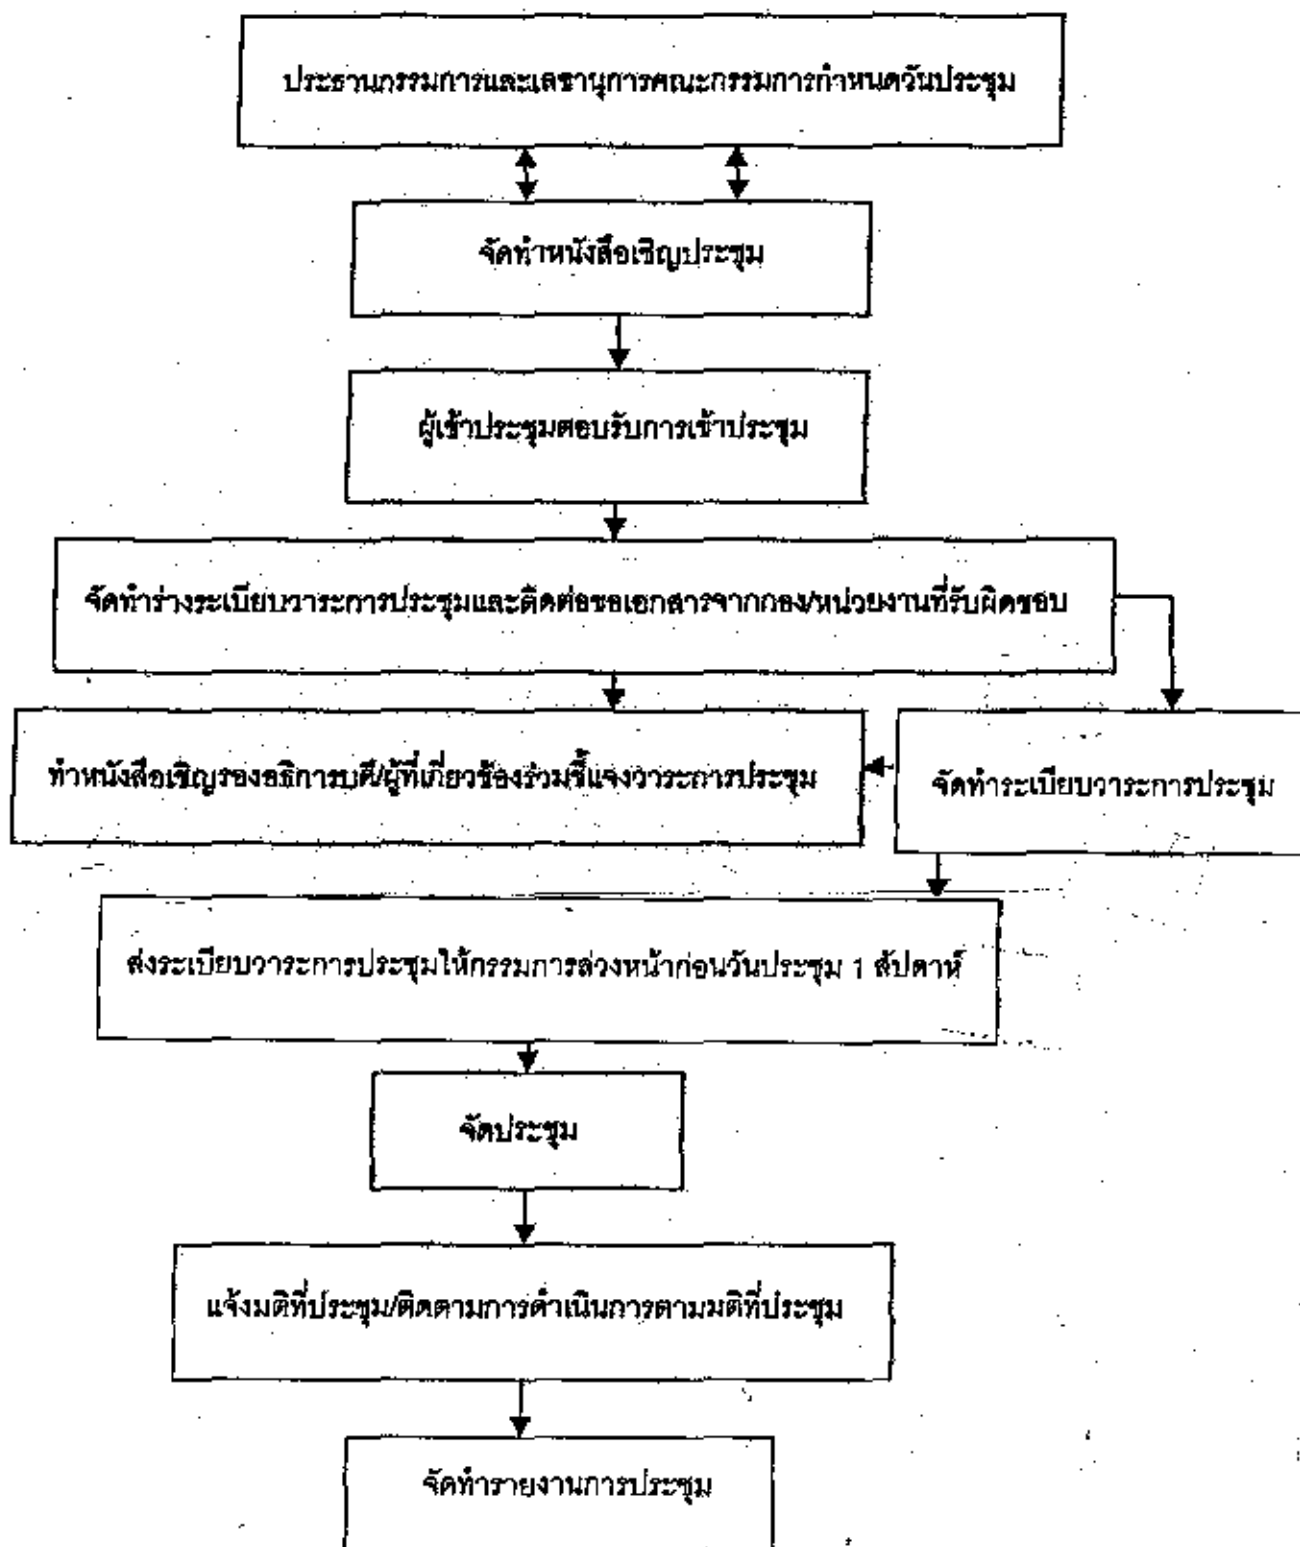 ประธานกรรมการและเลขานุการคณะกรรมการกำหนดวันประชุม
จัดทำหนังสือเชิญประชุม
ผู้เข้าประชุมตอบรับการเข้าประชุม
จัดทำร่างระเบียบวาระการประชุมและติดต่อขอเอกสารจากกอง/หน่วยงานที่รับผิดชอบ
ทำหนังสือเชิญรองอธิการบดี/ผู้ที่เกี่ยวข้องร่วมชี้แจงวาระการประชุม
จัดทำระเบียบวาระการประชุม
ส่งระเบียบวาระการประชุมให้กรรมการล่วงหน้าก่อนวันประชุม 1 สัปดาห์
จัดประชุม
แจ้งมติที่ประชุม/ติดตามการดำเนินการตามมติที่ประชุม
จัดทำรายงานการประชุม